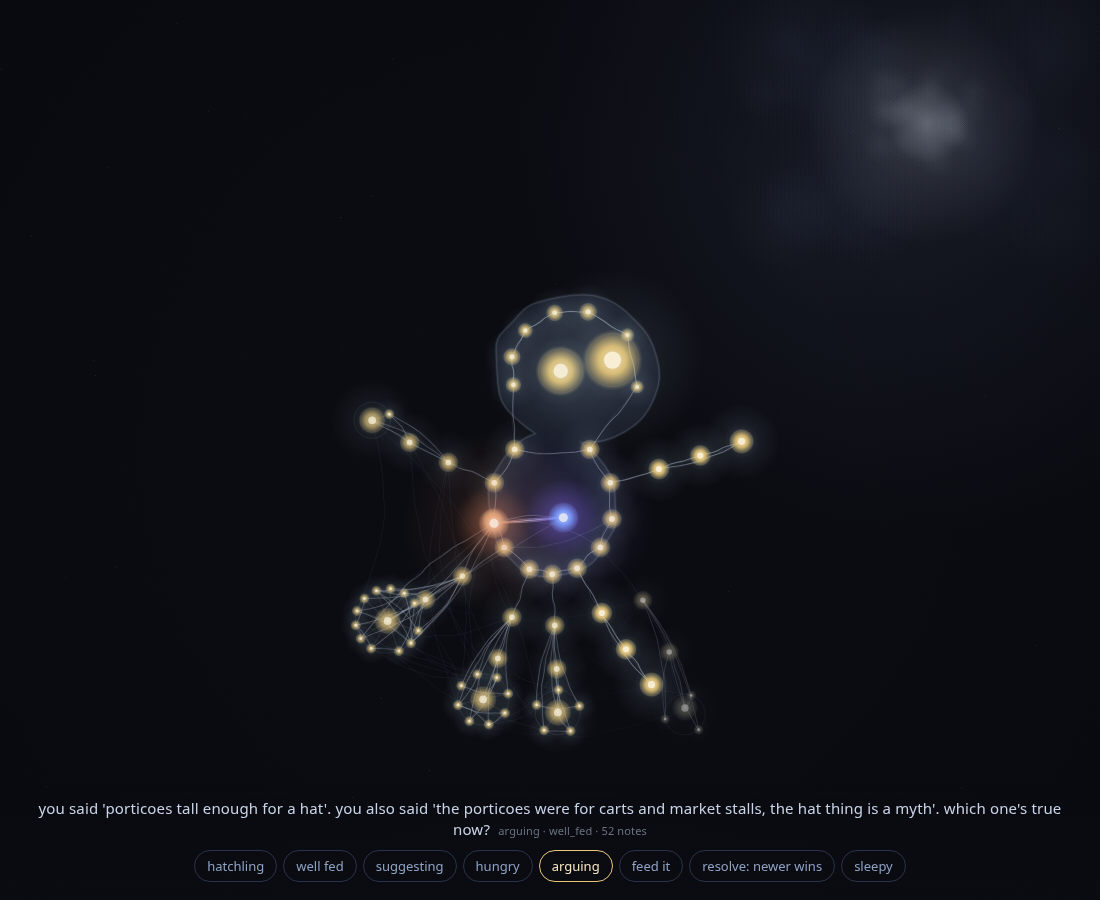 you said 'porticoes tall enough for a hat'. you also said 'the porticoes were for carts and market stalls, the hat thing is a myth'. which one's true
now? arguing · well_fed · 52 notes
hatchling well fed suggesting hungry arguing feed it resolve: newer wins sleepy